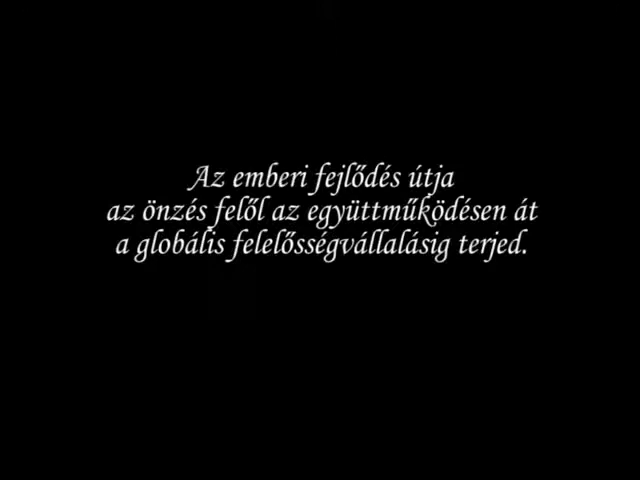 Az emberi fejlődés útja
az önzés felől az együttműködésen át
a globális felelősségvállalásig terjed.